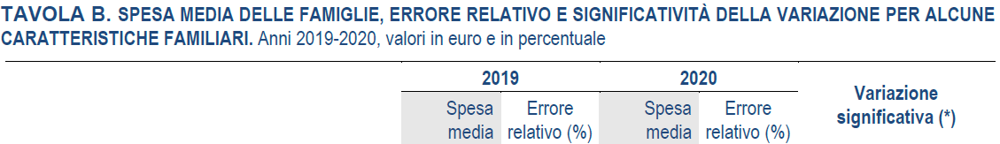 TAVOLA B. SPESA MEDIA DELLE FAMIGLIE, ERRORE RELATIVO E SIGNIFICATIVITÀ DELLA VARIAZIONE PER ALCUNE
CARATTERISTICHE FAMILIARI. Anni 2019-2020, valori in euro e in percentuale
2019 2020 Variazione
significativa (*)
Spesa Errore Spesa Errore
media relativo (%) media relativo (%)